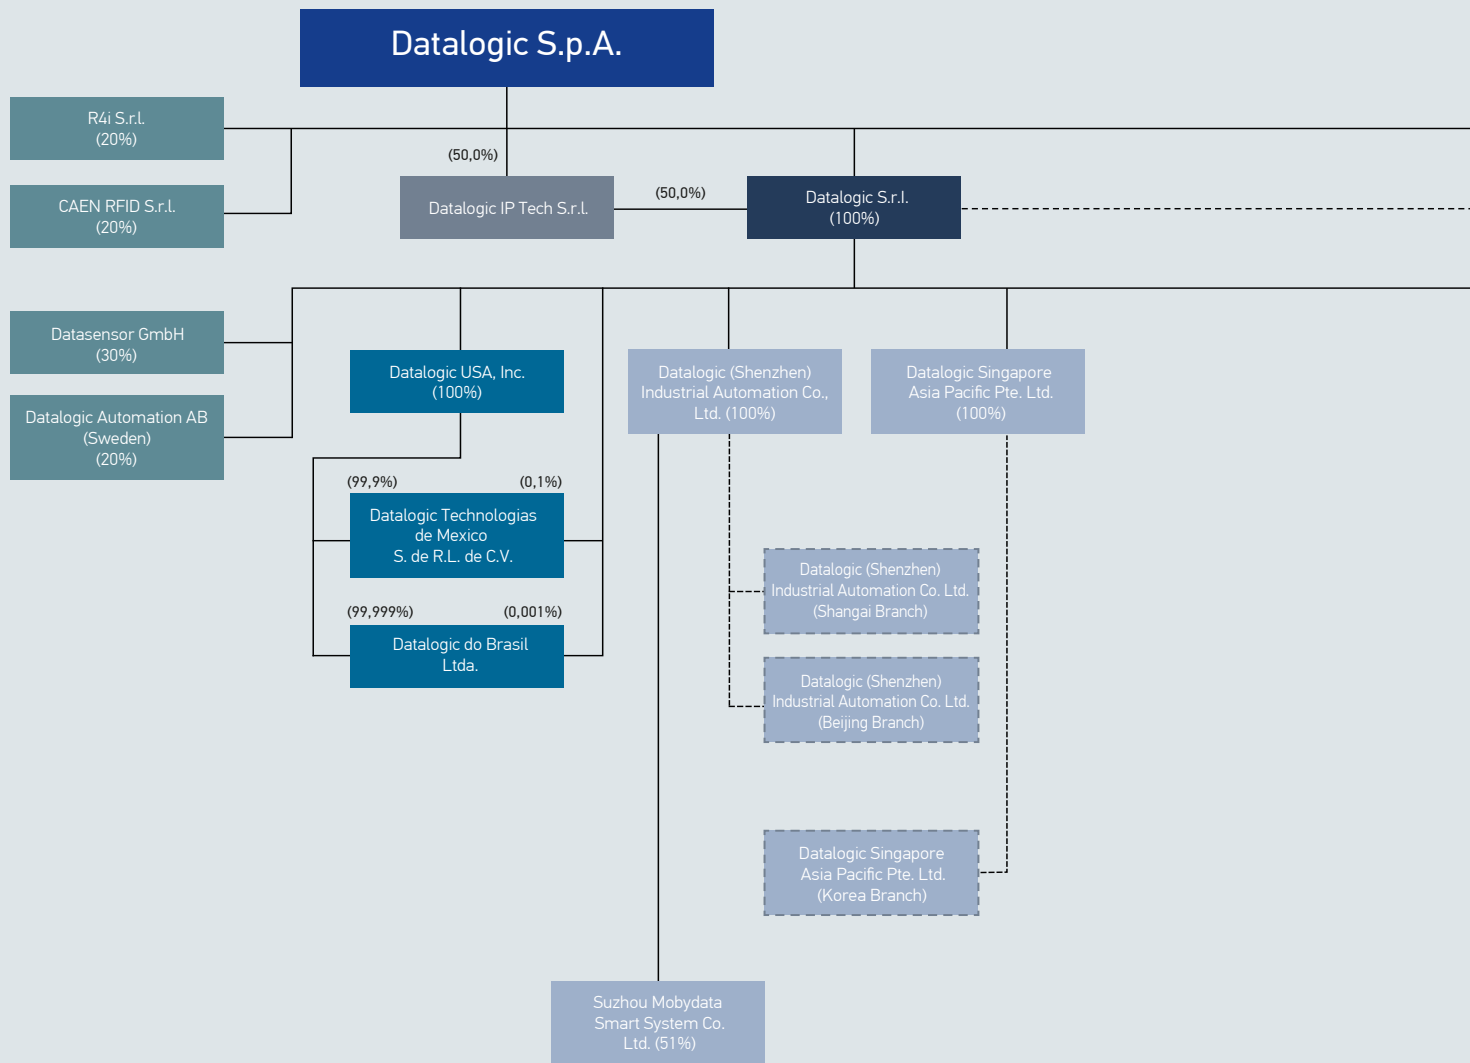 Datalogic S.p.A.
R4i S.r.l.
(20%)
CAEN RFID S.r.l.
(20%)
(50,0%)
Datalogic IP Tech S.r.l.
(50,0%)
Datalogic S.r.l.
(100%)
Datasensor GmbH
(30%)
Datalogic Automation AB
(Sweden)
(20%)
Datalogic USA, Inc.
(100%)
Datalogic (Shenzhen)
Industrial Automation Co.,
Ltd. (100%)
Datalogic Singapore
Asia Pacific Pte. Ltd.
(100%)
(99,9%)
(0,1%)
Datalogic Technologias
de Mexico
S. de R.L. de C.V.
(99,999%)
(0,001%)
Datalogic do Brasil
Ltda.
Datalogic (Shenzhen)
Industrial Automation Co. Ltd.
(Shangai Branch)
Datalogic (Shenzhen)
Industrial Automation Co. Ltd.
(Beijing Branch)
Datalogic Singapore
Asia Pacific Pte. Ltd.
(Korea Branch)
Suzhou Mobydata
Smart System Co.
Ltd. (51%)